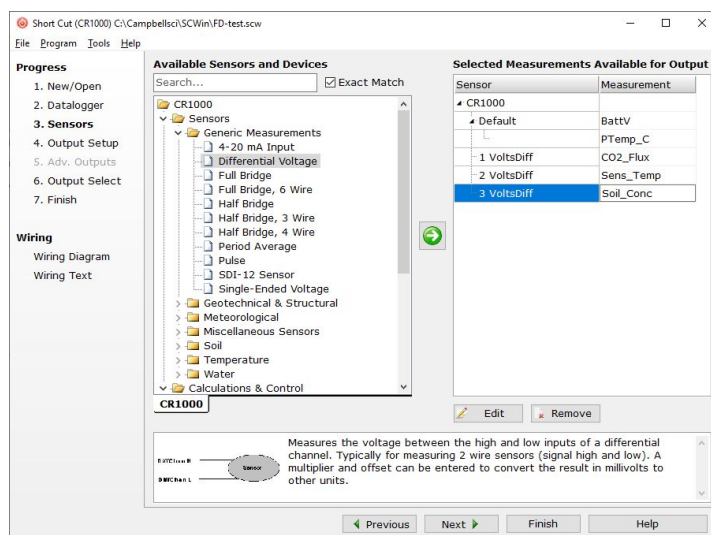 Short Cut (CR1000) C:\Campbellsci\SCWin\FD-test.scw
File Program Tools Help
Progress
1. New/Open
2. Datalogger
3. Sensors
4. Output Setup
5. Adv. Outputs
6. Output Select
7. Finish
Wiring
Wiring Diagram
Wiring Text
Available Sensors and Devices
Search...
Exact Match
CR1000
Sensors
Generic Measurements
4-20 mA Input
Differential Voltage
Full Bridge
Full Bridge, 6 Wire
Half Bridge
Half Bridge, 3 Wire
Half Bridge, 4 Wire
Period Average
Pulse
SDI-12 Sensor
Single-Ended Voltage
Geotechnical & Structural
Meteorological
Miscellaneous Sensors
Soil
Temperature
Water
Calculations & Control
CR1000
Selected Measurements Available for Output
Sensor Measurement
CR1000
Default BattV
PTemp_C
1 VoltsDiff CO2_Flux
2 VoltsDiff Sens_Temp
3 VoltsDiff Soil_Conc
Edit Remove
Sensor
Measures the voltage between the high and low inputs of a differential
channel. Typically for measuring 2 wire sensors (signal high and low). A
multiplier and offset can be entered to convert the result in millivolts to
other units.
Previous Next Finish Help